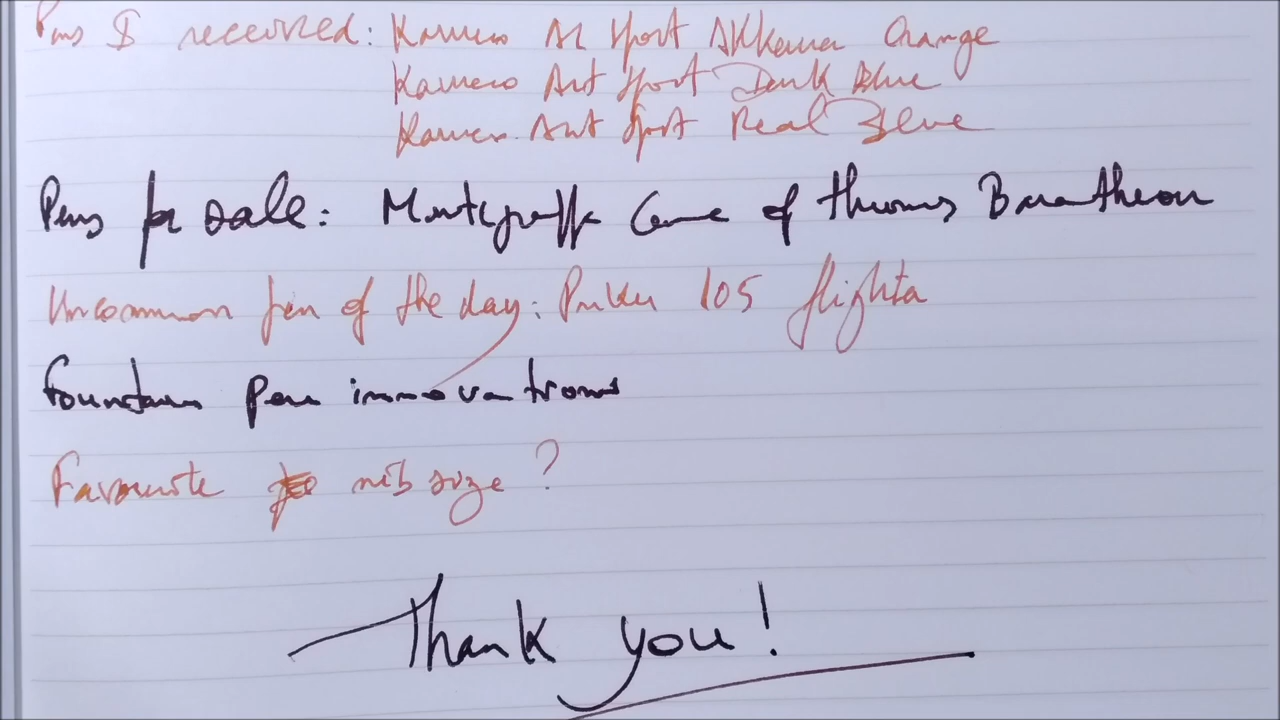 Pens I received: Kaweco AL Sport Orange
Kaweco Art Sport Dark Blue
Kaweco Art Sport Real Blue
Pens for sale: Montegrappa Game of thrones Baratheon
Uncommon pen of the day: Parker 105 flighta
Fountain pen innovations
Favourite nib size?
Thank you!